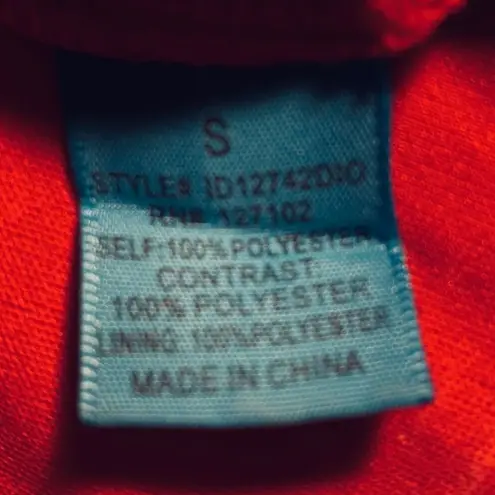 S
STYLE#
RN#: 127102
SELF: 100% POLYESTER
CONTRAST:
100% POLYESTER
LINING: 100% POLYESTER
MADE IN CHINA